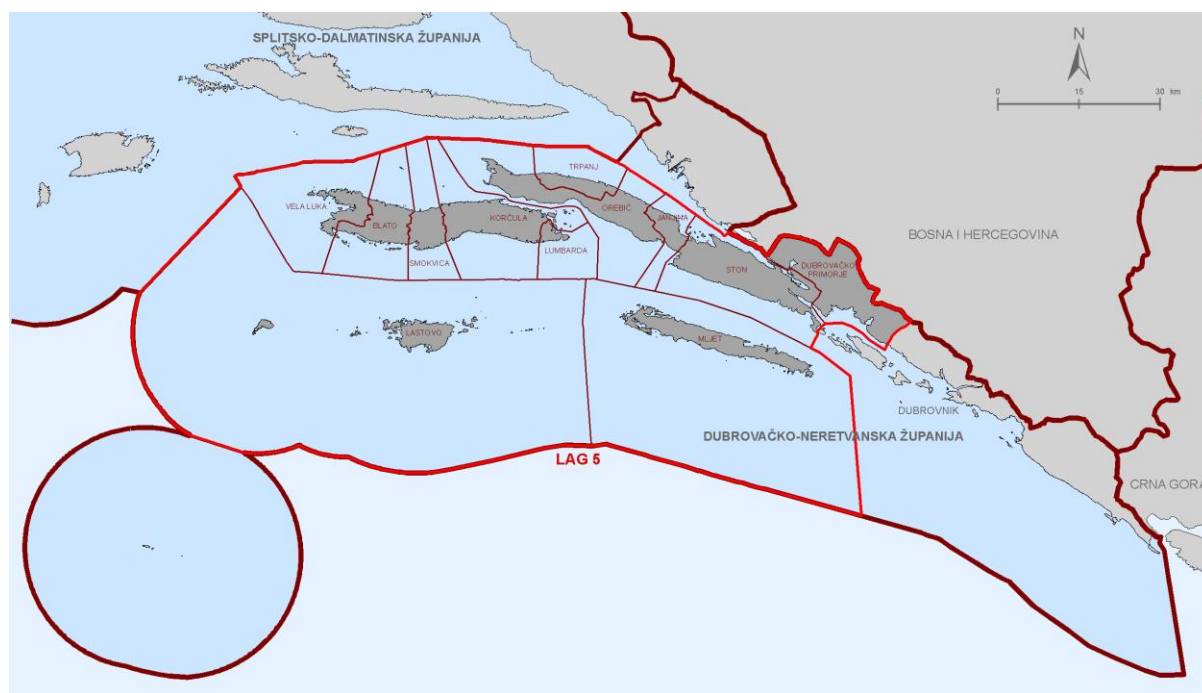 SPLITSKO-DALMATINSKA ŽUPANIJA
N
0 15 30 km
TRPANJ
VELA LUKA
OREBIĆ
BLATO
KORČULA
JANJINA
SMOKVICA
LUMBARDA
BOSNA I HERCEGOVINA
DUBROVAČKO
PRIMORJE
STON
LASTOVO
MLJET
DUBROVNIK
DUBROVAČKO-NERETVANSKA ŽUPANIJA
LAG 5
CRNA GORA